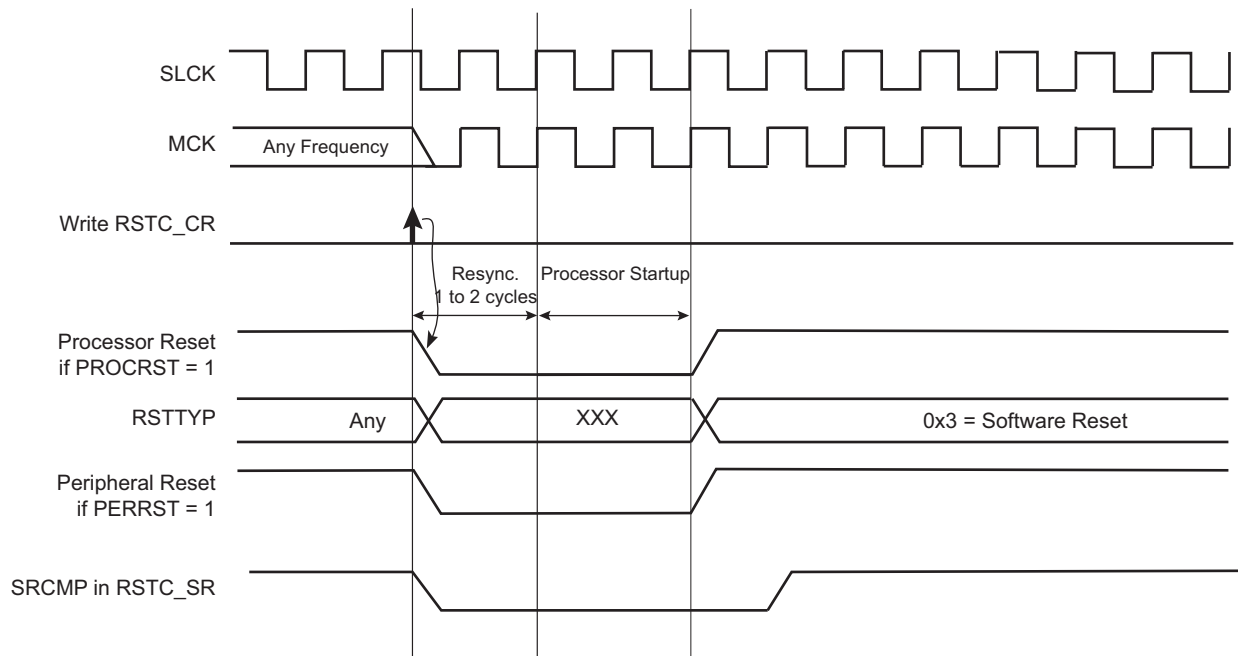 SLCK
MCK
Any Frequency
Write RSTC_CR
Resync.
1 to 2 cycles
Processor Startup
Processor Reset
if PROCRST = 1
RSTTYP
Any
XXX
0x3 = Software Reset
Peripheral Reset
if PERRST = 1
SRCMP in RSTC_SR